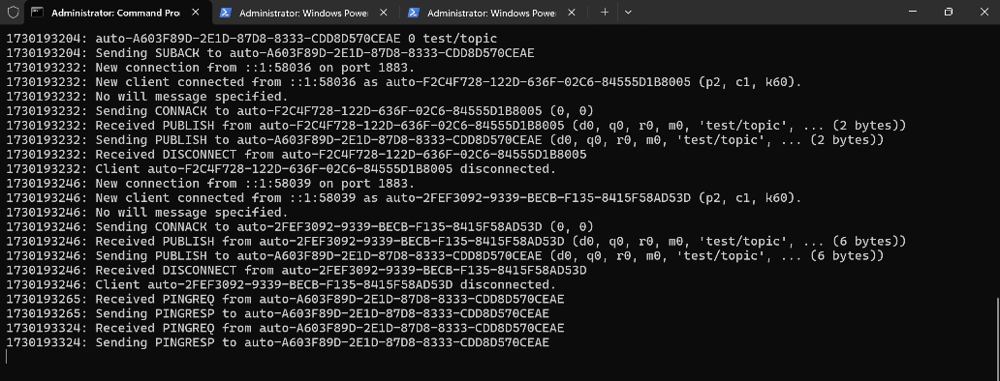 Administrator: Command Pro
Administrator: Windows Power
Administrator: Windows Power
1730193204: auto-A603F89D-2E1D-87D8-8333-CDD8D570CEAE 0 test/topic
1730193204: Sending SUBACK to auto-A603F89D-2E1D-87D8-8333-CDD8D570CEAE
1730193232: New connection from ::1:58036 on port 1883.
1730193232: New client connected from ::1:58036 as auto-F2C4F728-122D-636F-02C6-84555D1B8005 (p2, c1, k60).
1730193232: No will message specified.
1730193232: Sending CONNACK to auto-F2C4F728-122D-636F-02C6-84555D1B8005 (0, 0)
1730193232: Received PUBLISH from auto-F2C4F728-122D-636F-02C6-84555D1B8005 (d0, q0, r0, m0, 'test/topic', ... (2 bytes))
1730193232: Sending PUBLISH to auto-A603F89D-2E1D-87D8-8333-CDD8D570CEAE (d0, q0, r0, m0, 'test/topic', ... (2 bytes))
1730193232: Received DISCONNECT from auto-F2C4F728-122D-636F-02C6-84555D1B8005
1730193232: Client auto-F2C4F728-122D-636F-02C6-84555D1B8005 disconnected.
1730193246: New connection from ::1:58039 on port 1883.
1730193246: New client connected from ::1:58039 as auto-2FEF3092-9339-BECB-F135-8415F58AD53D (p2, c1, k60).
1730193246: No will message specified.
1730193246: Sending CONNACK to auto-2FEF3092-9339-BECB-F135-8415F58AD53D (0, 0)
1730193246: Received PUBLISH from auto-2FEF3092-9339-BECB-F135-8415F58AD53D (d0, q0, r0, m0, 'test/topic', ... (6 bytes))
1730193246: Sending PUBLISH to auto-A603F89D-2E1D-87D8-8333-CDD8D570CEAE (d0, q0, r0, m0, 'test/topic', ... (6 bytes))
1730193246: Received DISCONNECT from auto-2FEF3092-9339-BECB-F135-8415F58AD53D
1730193246: Client auto-2FEF3092-9339-BECB-F135-8415F58AD53D disconnected.
1730193265: Received PINGREQ from auto-A603F89D-2E1D-87D8-8333-CDD8D570CEAE
1730193265: Sending PINGRESP to auto-A603F89D-2E1D-87D8-8333-CDD8D570CEAE
1730193324: Received PINGREQ from auto-A603F89D-2E1D-87D8-8333-CDD8D570CEAE
1730193324: Sending PINGRESP to auto-A603F89D-2E1D-87D8-8333-CDD8D570CEAE